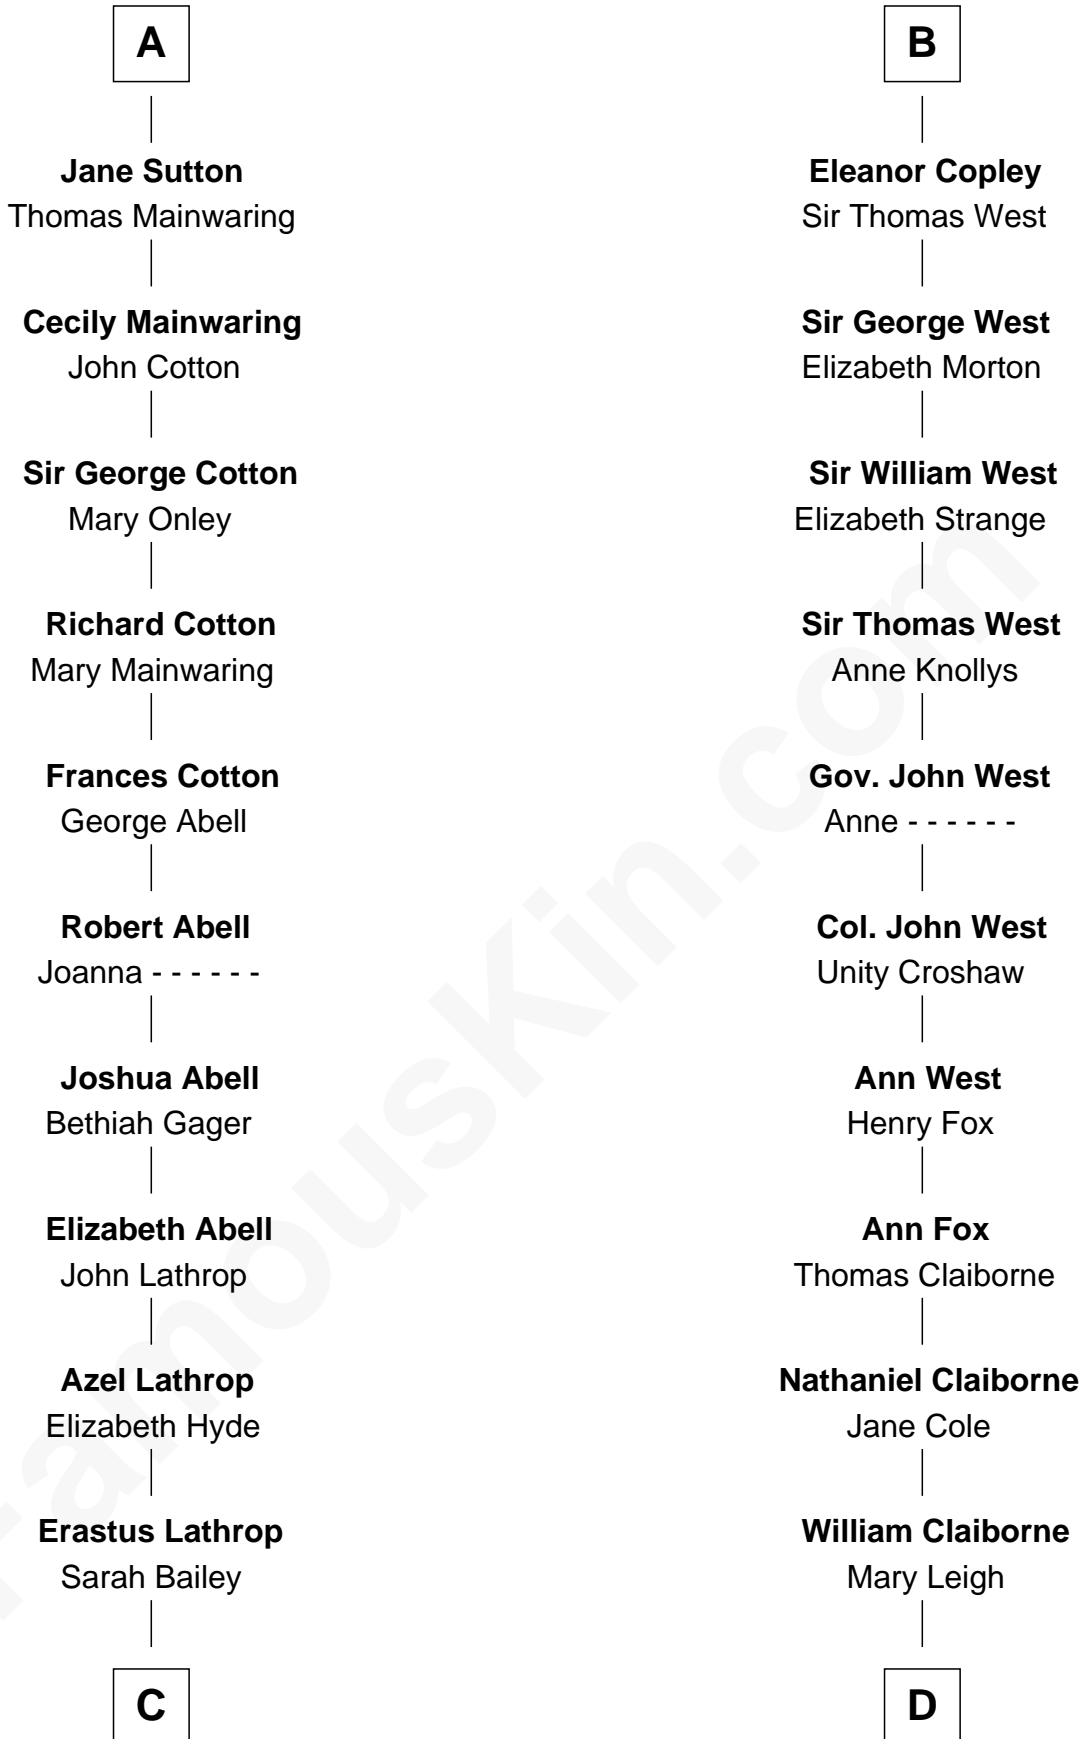 A
Jane Sutton
Thomas Mainwaring
Cecily Mainwaring
John Cotton
Sir George Cotton
Mary Onley
Richard Cotton
Mary Mainwaring
Frances Cotton
George Abell
Robert Abell
Joanna - - - - - -
Joshua Abell
Bethiah Gager
Elizabeth Abell
John Lathrop
Azel Lathrop
Elizabeth Hyde
Erastus Lathrop
Sarah Bailey
C
B
Eleanor Copley
Sir Thomas West
Sir George West
Elizabeth Morton
Sir William West
Elizabeth Strange
Sir Thomas West
Anne Knollys
Gov. John West
Anne - - - - - -
Col. John West
Unity Croshaw
Ann West
Henry Fox
Ann Fox
Thomas Claiborne
Nathaniel Claiborne
Jane Cole
William Claiborne
Mary Leigh
D
FamousKin.com